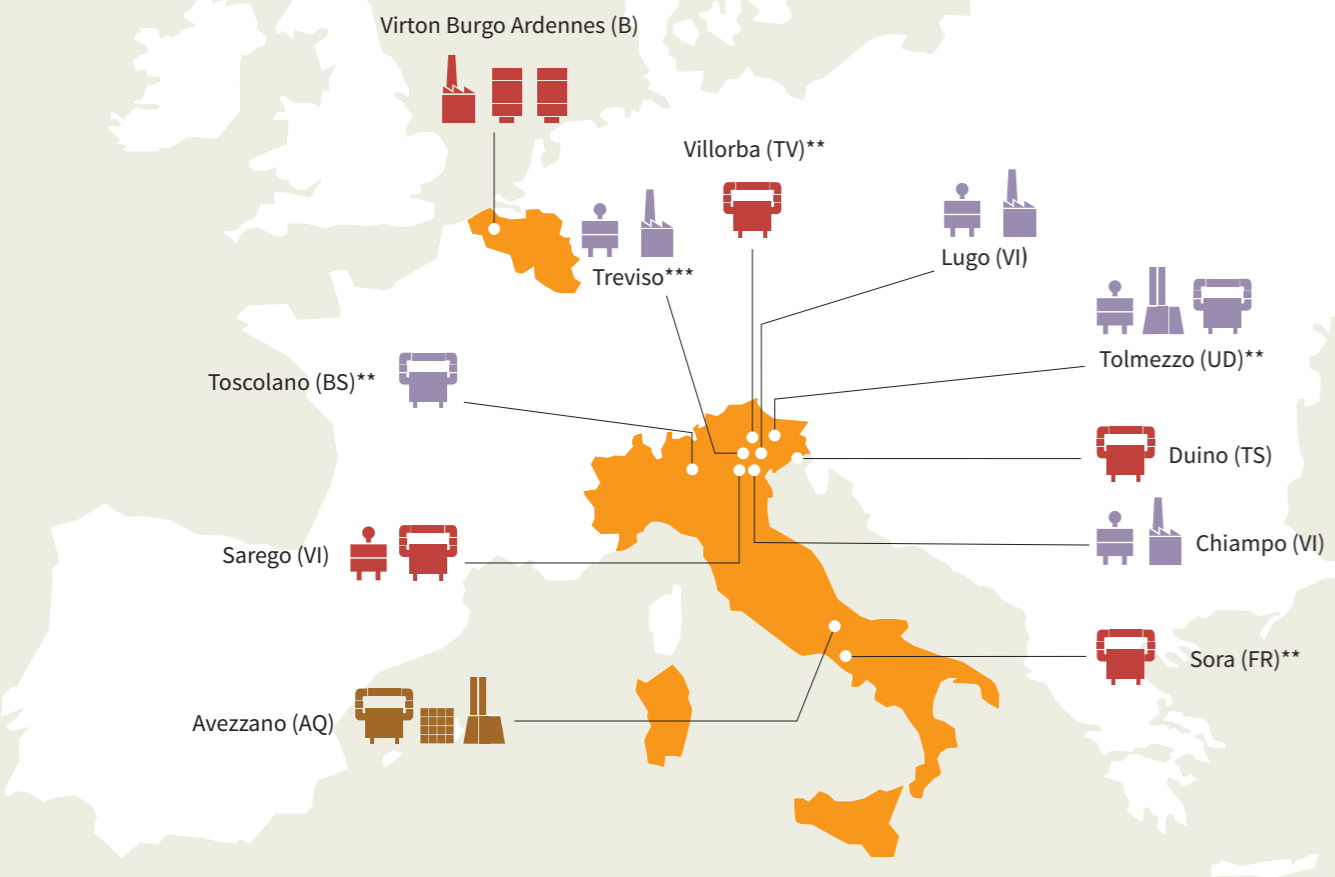 Virton Burgo Ardennes (B)
Villorba (TV)**
Lugo (VI)
Treviso***
Tolmezzo (UD)**
Toscolano (BS)**
Duino (TS)
Chiampo (VI)
Sarego (VI)
Sora (FR)**
Avezzano (AQ)